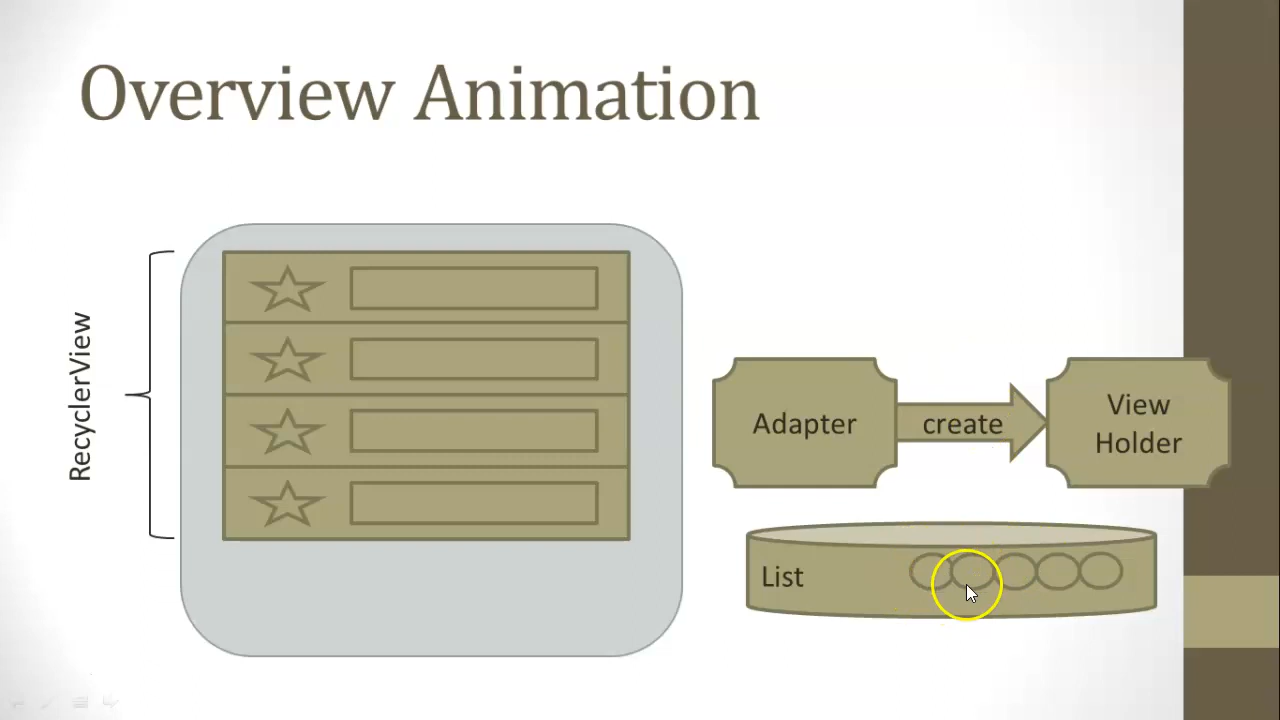 Overview Animation
RecyclerView
Adapter
create
View
Holder
List